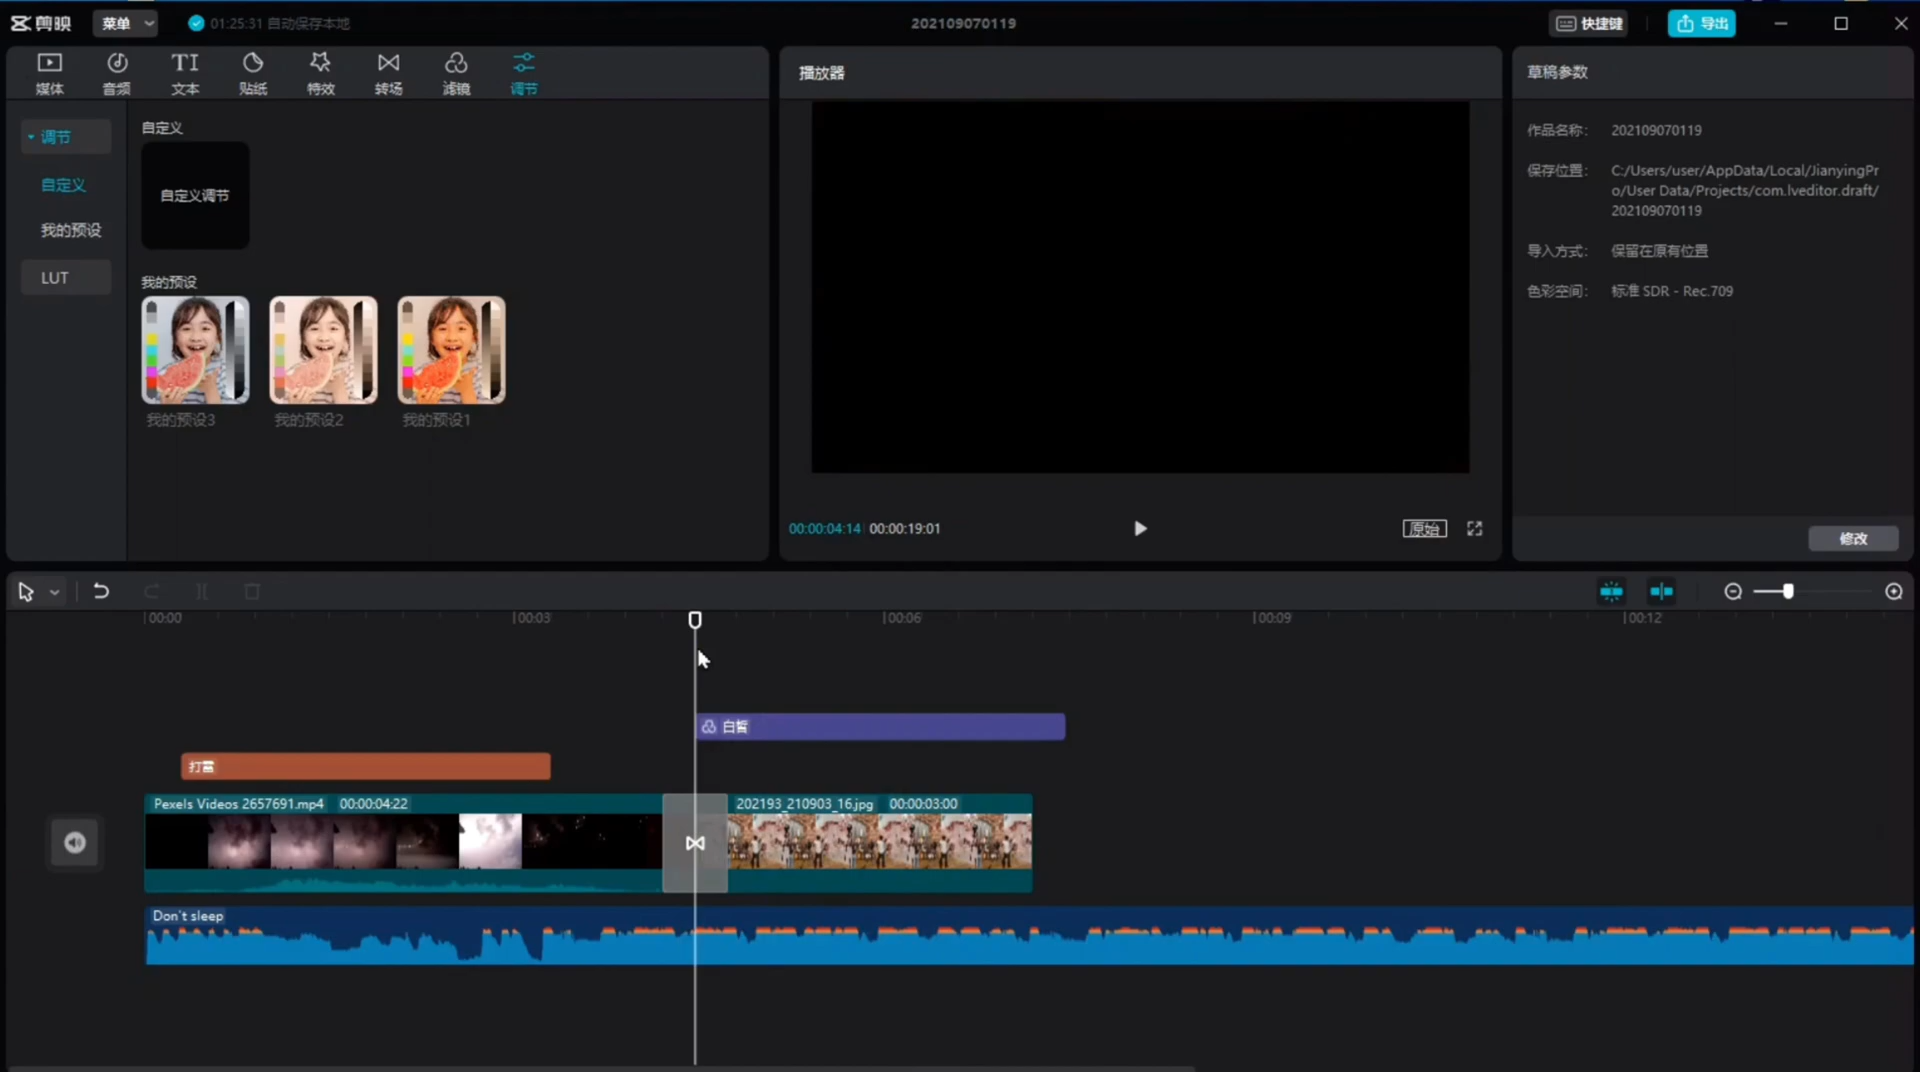 剪映
菜单
01:25:31 自动保存本地
202109070119
快捷键
导出
媒体
音频
TI
文本
贴纸
特效
转场
滤镜
调节
播放器
草稿参数
调节
自定义
我的预设
LUT
自定义
自定义调节
我的预设
我的预设3
我的预设2
我的预设1
00:00:04:14
00:00:19:01
原始
作品名称:
202109070119
保存位置:
C:/Users/user/AppData/Local/JianyingPr
o/User Data/Projects/com.lveditor.draft/
202109070119
导入方式:
保留在原有位置
色彩空间:
标准 SDR - Rec.709
修改
00:00
00:03
00:06
00:09
00:12
白皙
打雷
Pexels Videos 2657691.mp4 00:00:04:22
202193_210903_16.jpg 00:00:03:00
Don't sleep